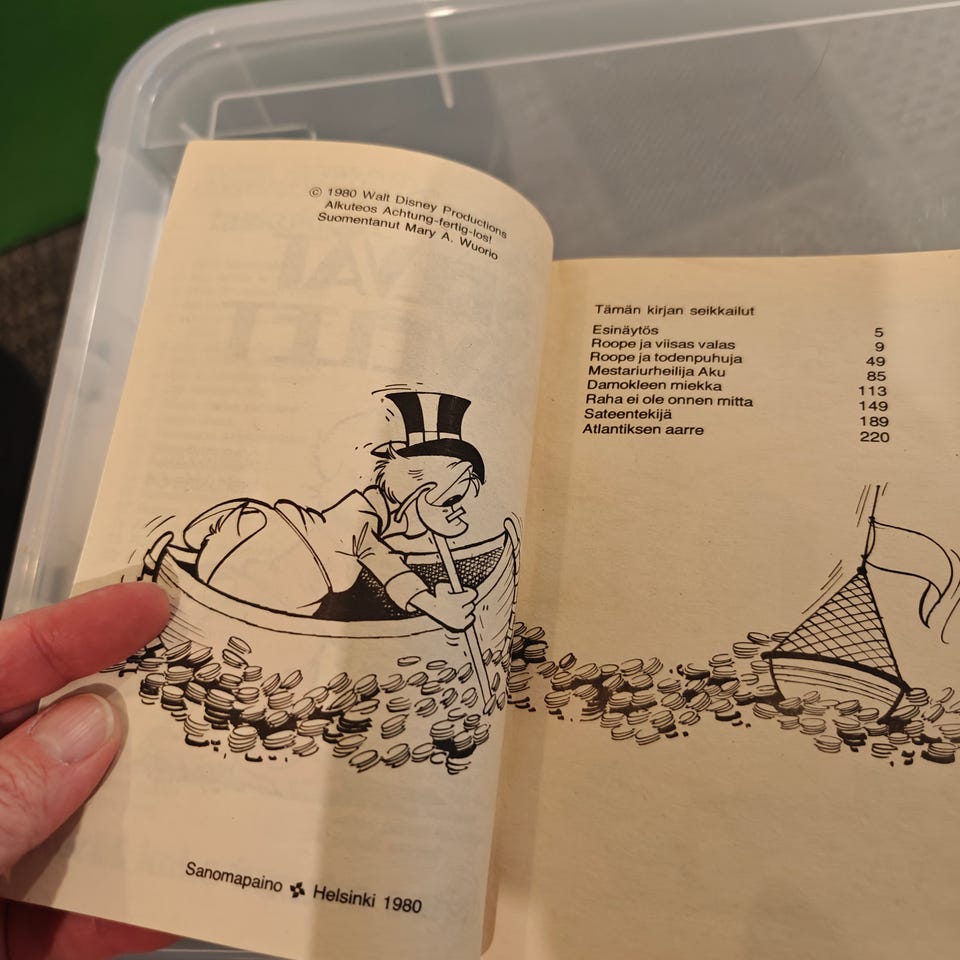 © 1980 Walt Disney Productions
Alkuteos Achtung-fertig-los!
Suomentanut Mary A. Wuorio
Sanomapaino Helsinki 1980
Tämän kirjan seikkailut
Esinäytös 5
Roope ja viisas valas 9
Roope ja todenpuhuja 49
Mestariurheilija Aku 85
Damokleen miekka 113
Raha ei ole onnen mitta 149
Sateentekijä 189
Atlantiksen aarre 220